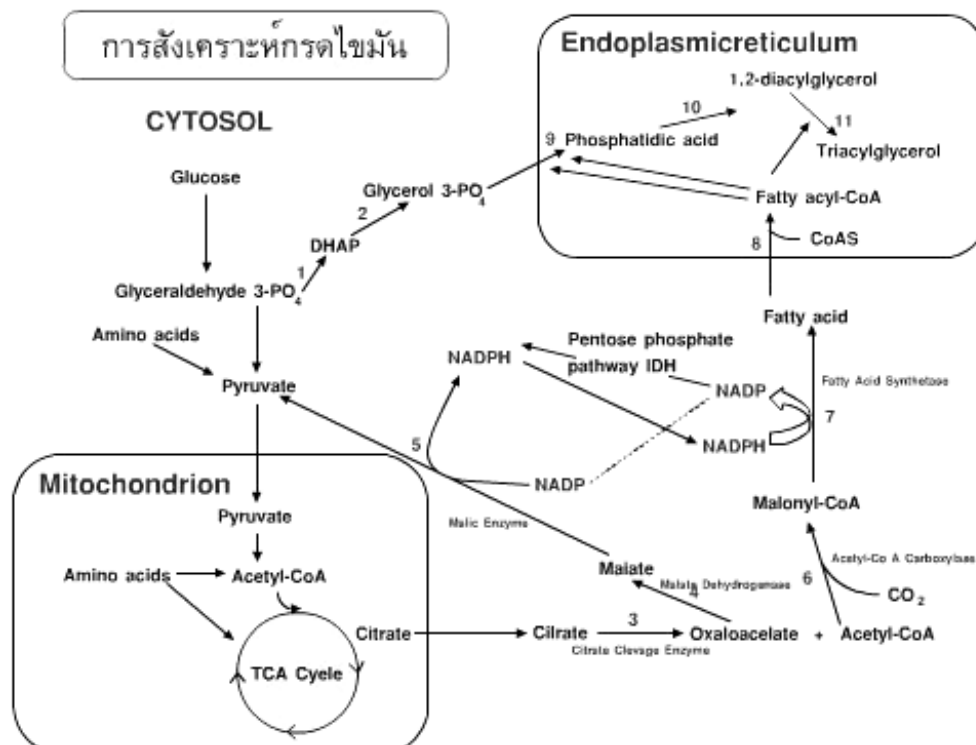 การสังเคราะห์กรดไขมัน
Endoplasmicreticulum
1,2-diacylglycerol
10
11
CYTOSOL
9
Phosphatidic acid
Triacylglycerol
Glucose
Glycerol 3-PO4
Fatty acyl-CoA
2
DHAP
8
CoAS
1
Glyceraldehyde 3-PO4
Fatty acid
Amino acids
Pentose phosphate
NADPH
pathway IDH
Pyruvate
NADP
Fatty Acid Synthetase
7
5
NADPH
Mitochondrion
NADP
Pyruvate
Malic Enzyme
Malonyl-CoA
Amino acids
Acetyl-CoA
Malate
Malate Dehydrogenase
4
6
Acetyl-Co A Carboxylase
CO2
Citrate
Cilrate
3
Oxaloacelate + Acetyl-CoA
Citrate Clevage Enzyme
TCA Cyele